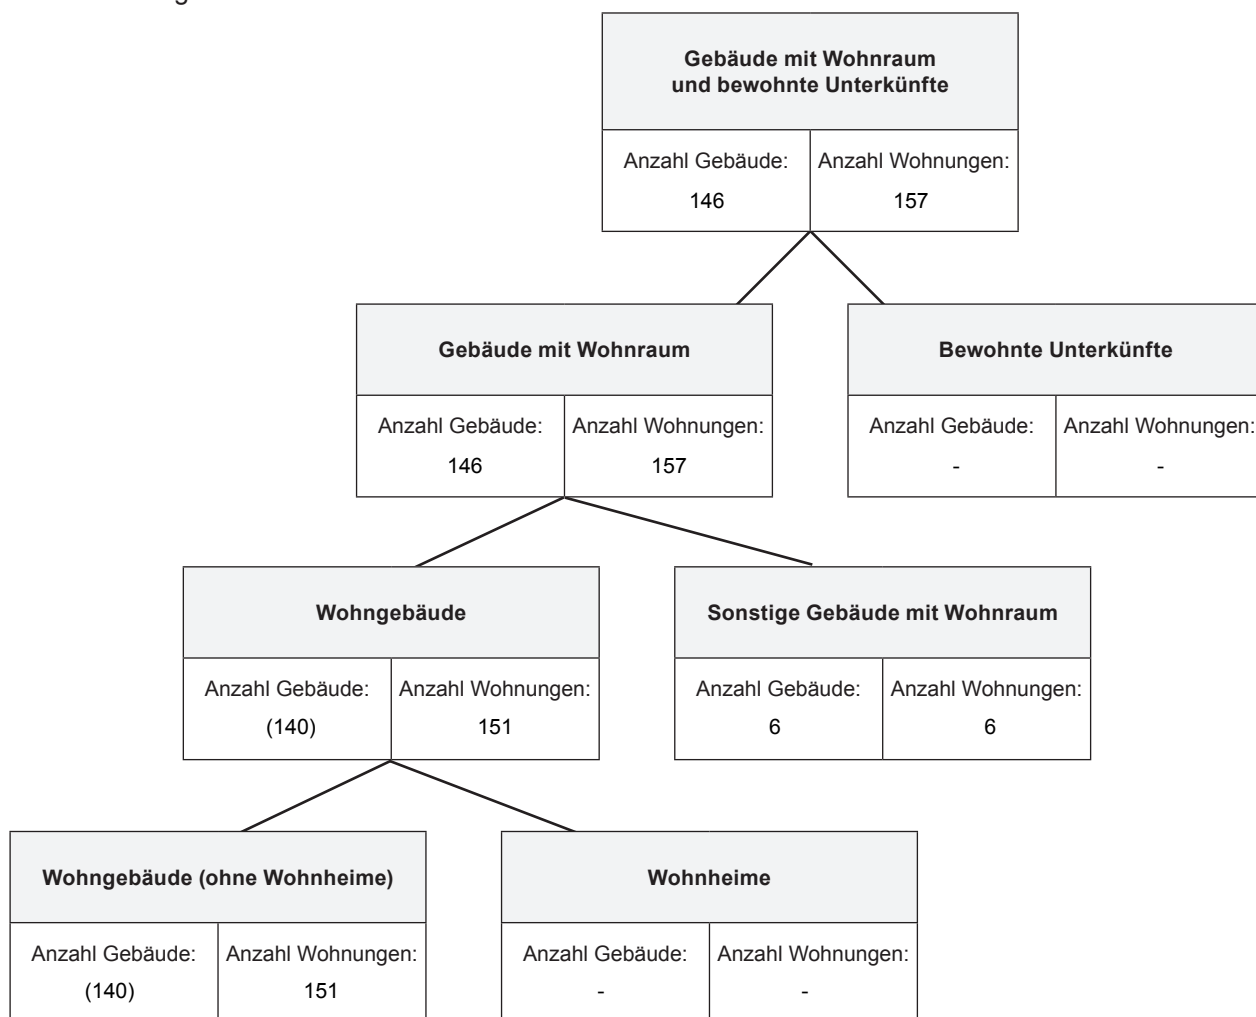 g
Gebäude mit Wohnraum
und bewohnte Unterkünfte
Anzahl Gebäude: Anzahl Wohnungen:
146 157
Gebäude mit Wohnraum
Bewohnte Unterkünfte
Anzahl Gebäude: Anzahl Wohnungen:
146 157
Anzahl Gebäude: Anzahl Wohnungen:
- -
Wohngebäude
Sonstige Gebäude mit Wohnraum
Anzahl Gebäude: Anzahl Wohnungen:
(140) 151
Anzahl Gebäude: Anzahl Wohnungen:
6 6
Wohngebäude (ohne Wohnheime)
Wohnheime
Anzahl Gebäude: Anzahl Wohnungen:
(140) 151
Anzahl Gebäude: Anzahl Wohnungen:
- -